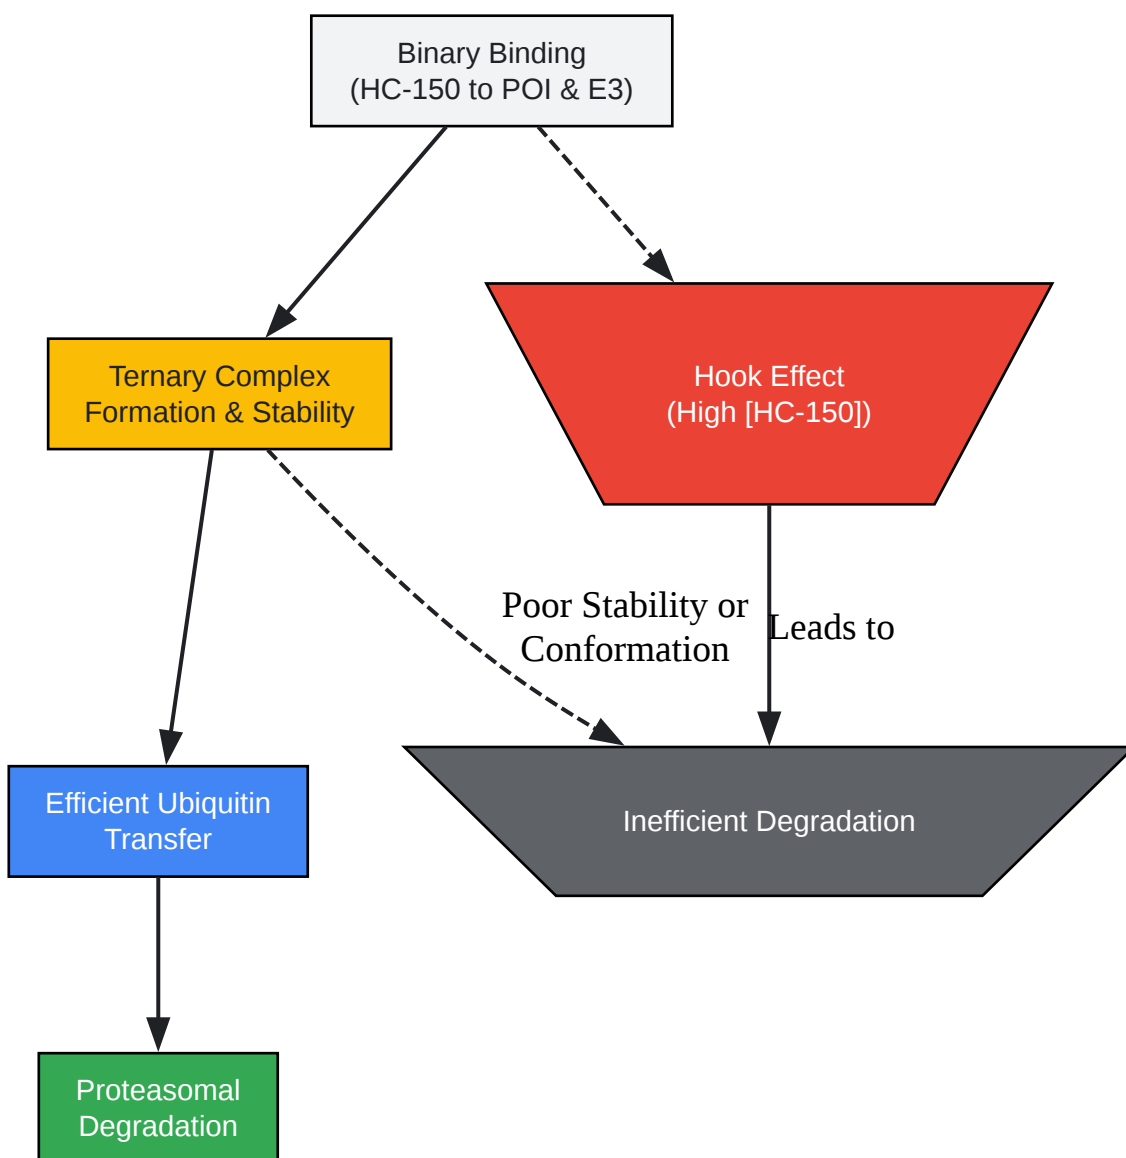 Binary Binding
(HC-150 to POI & E3)
Hook Effect
(High [HC-150])
Ternary Complex
Formation & Stability
Poor Stability or
Conformation
Leads to
Efficient Ubiquitin
Transfer
Inefficient Degradation
Proteasomal
Degradation